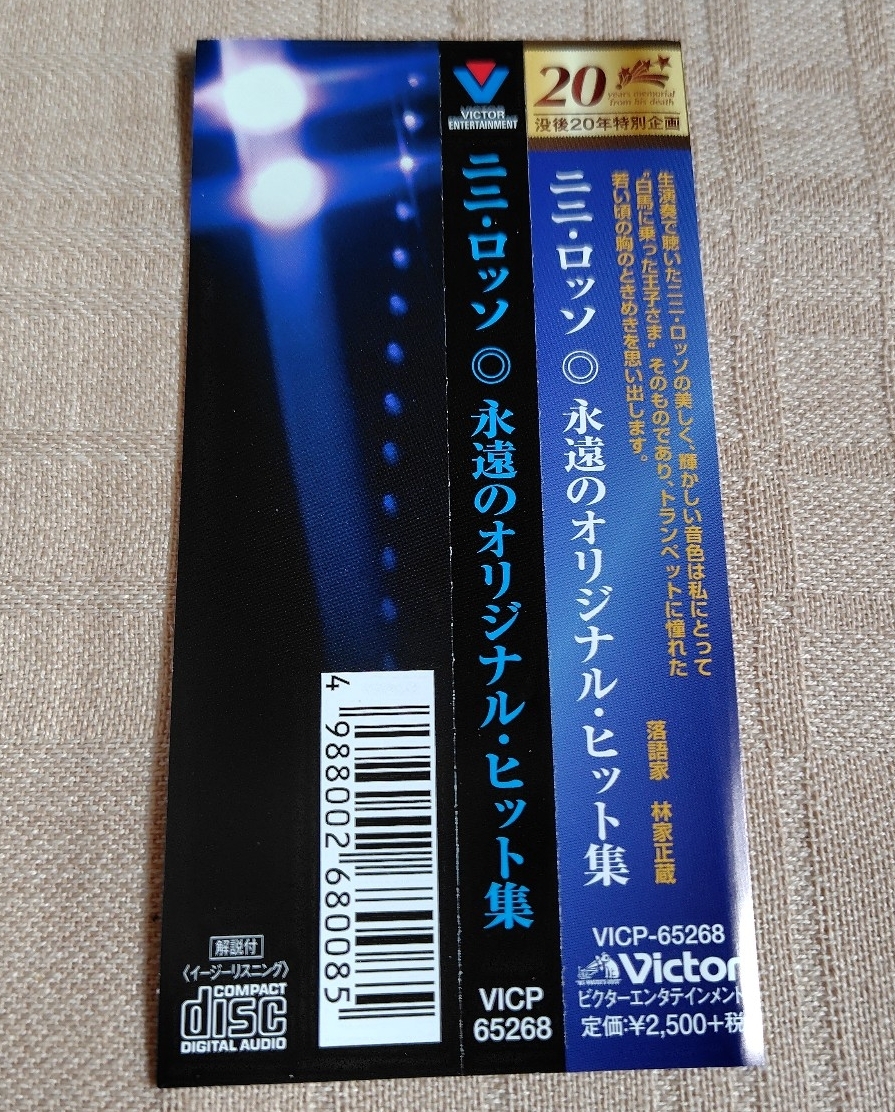 20
years memorial
from his death
没後20年特別企画
生演奏で聴いたニニ・ロッソの美しく、輝かしい音色は私にとって
“白馬に乗った王子さま”そのものであり、トランペットに憧れた
若い頃の胸のときめきを思い出します。
落語家 林家正蔵
ニニ・ロッソ ◎ 永遠のオリジナル・ヒット集
VICP-65268
Victor
ビクターエンタテインメント
定価:¥2,500+税
VICTOR
ENTERTAINMENT
ニニ・ロッソ ◎ 永遠のオリジナル・ヒット集
VICP
65268
4 988002 680085
解説付
〈イージーリスニング〉
COMPACT
disc
DIGITAL AUDIO